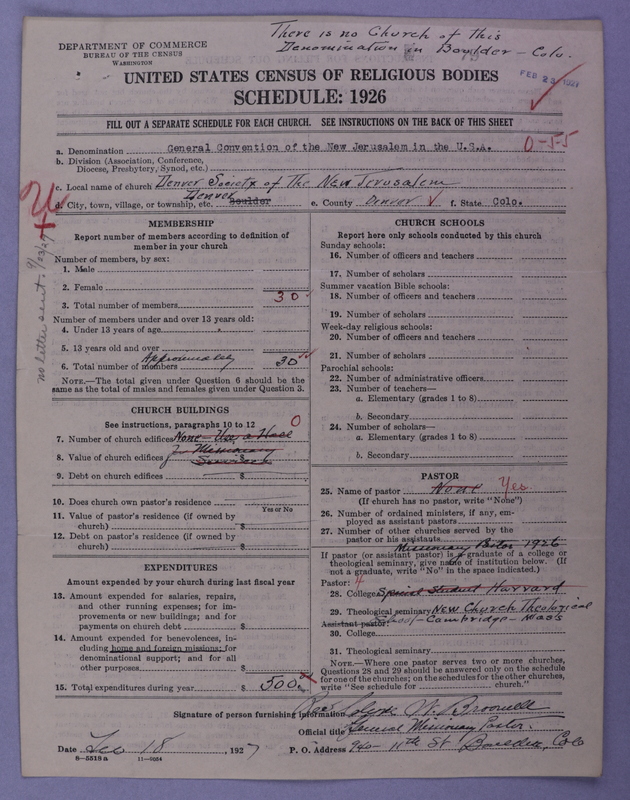 There is no Church of This
Denomination in Boulder - Colo.
DEPARTMENT OF COMMERCE
BUREAU OF THE CENSUS
WASHINGTON
FEB 23 1927
UNITED STATES CENSUS OF RELIGIOUS BODIES
SCHEDULE: 1926
FILL OUT A SEPARATE SCHEDULE FOR EACH CHURCH. SEE INSTRUCTIONS ON THE BACK OF THIS SHEET
a. Denomination General Convention of the New Jerusalem in the U.S.A. 0-5-5
b. Division (Association, Conference,
Diocese, Presbytery, Synod, etc.)
c. Local name of church Denver Society of The New Jerusalem
d. City, town, village, or township, etc. Denver Boulder e. County Denver f. State Colo.
no letter sent. 9/23/27
MEMBERSHIP
Report number of members according to definition of
member in your church
Number of members, by sex:
1. Male
2. Female
3. Total number of members 30
Number of members under and over 13 years old:
4. Under 13 years of age
5. 13 years old and over
Approximately
6. Total number of members 30
NOTE.—The total given under Question 6 should be the
same as the total of males and females given under Question 3.
CHURCH BUILDINGS
See instructions, paragraphs 10 to 12 0
7. Number of church edifices None - Use a Hall
for Missionary
8. Value of church edifices $ Services
9. Debt on church edifices $
10. Does church own pastor's residence
Yes or No
11. Value of pastor's residence (if owned by
church) $
12. Debt on pastor's residence (if owned by
church) $
EXPENDITURES
Amount expended by your church during last fiscal year
13. Amount expended for salaries, repairs,
and other running expenses; for im-
provements or new buildings; and for
payments on church debt $
14. Amount expended for benevolences, in-
cluding home and foreign missions; for
denominational support; and for all
other purposes $
15. Total expenditures during year $ 500.
CHURCH SCHOOLS
Report here only schools conducted by this church
Sunday schools:
16. Number of officers and teachers
17. Number of scholars
Summer vacation Bible schools:
18. Number of officers and teachers
19. Number of scholars
Week-day religious schools:
20. Number of officers and teachers
21. Number of scholars
Parochial schools:
22. Number of administrative officers
23. Number of teachers—
a. Elementary (grades 1 to 8)
b. Secondary
24. Number of scholars—
a. Elementary (grades 1 to 8)
b. Secondary
PASTOR
25. Name of pastor None Yes.
(If church has no pastor, write "None")
26. Number of ordained ministers, if any, em-
ployed as assistant pastors
27. Number of other churches served by the
pastor or his assistants
Missionary Pastor 1926
If pastor (or assistant pastor) is a graduate of a college or
theological seminary, give name of institution below. (If
not a graduate, write "No" in the space indicated.)
Pastor:
28. College Special Student Harvard
29. Theological seminary New Church Theological
Assistant pastor: School - Cambridge - Mass
30. College
31. Theological seminary
NOTE.—Where one pastor serves two or more churches,
Questions 28 and 29 should be answered only on the schedule
for one of the churches; on the schedules for the other churches,
write "See schedule for church."
Signature of person furnishing information
Official title General Missionary Pastor
Date Feb 18, 1927 P. O. Address 940 - 11th St Boulder, Colo
8-5518 a 11-9054